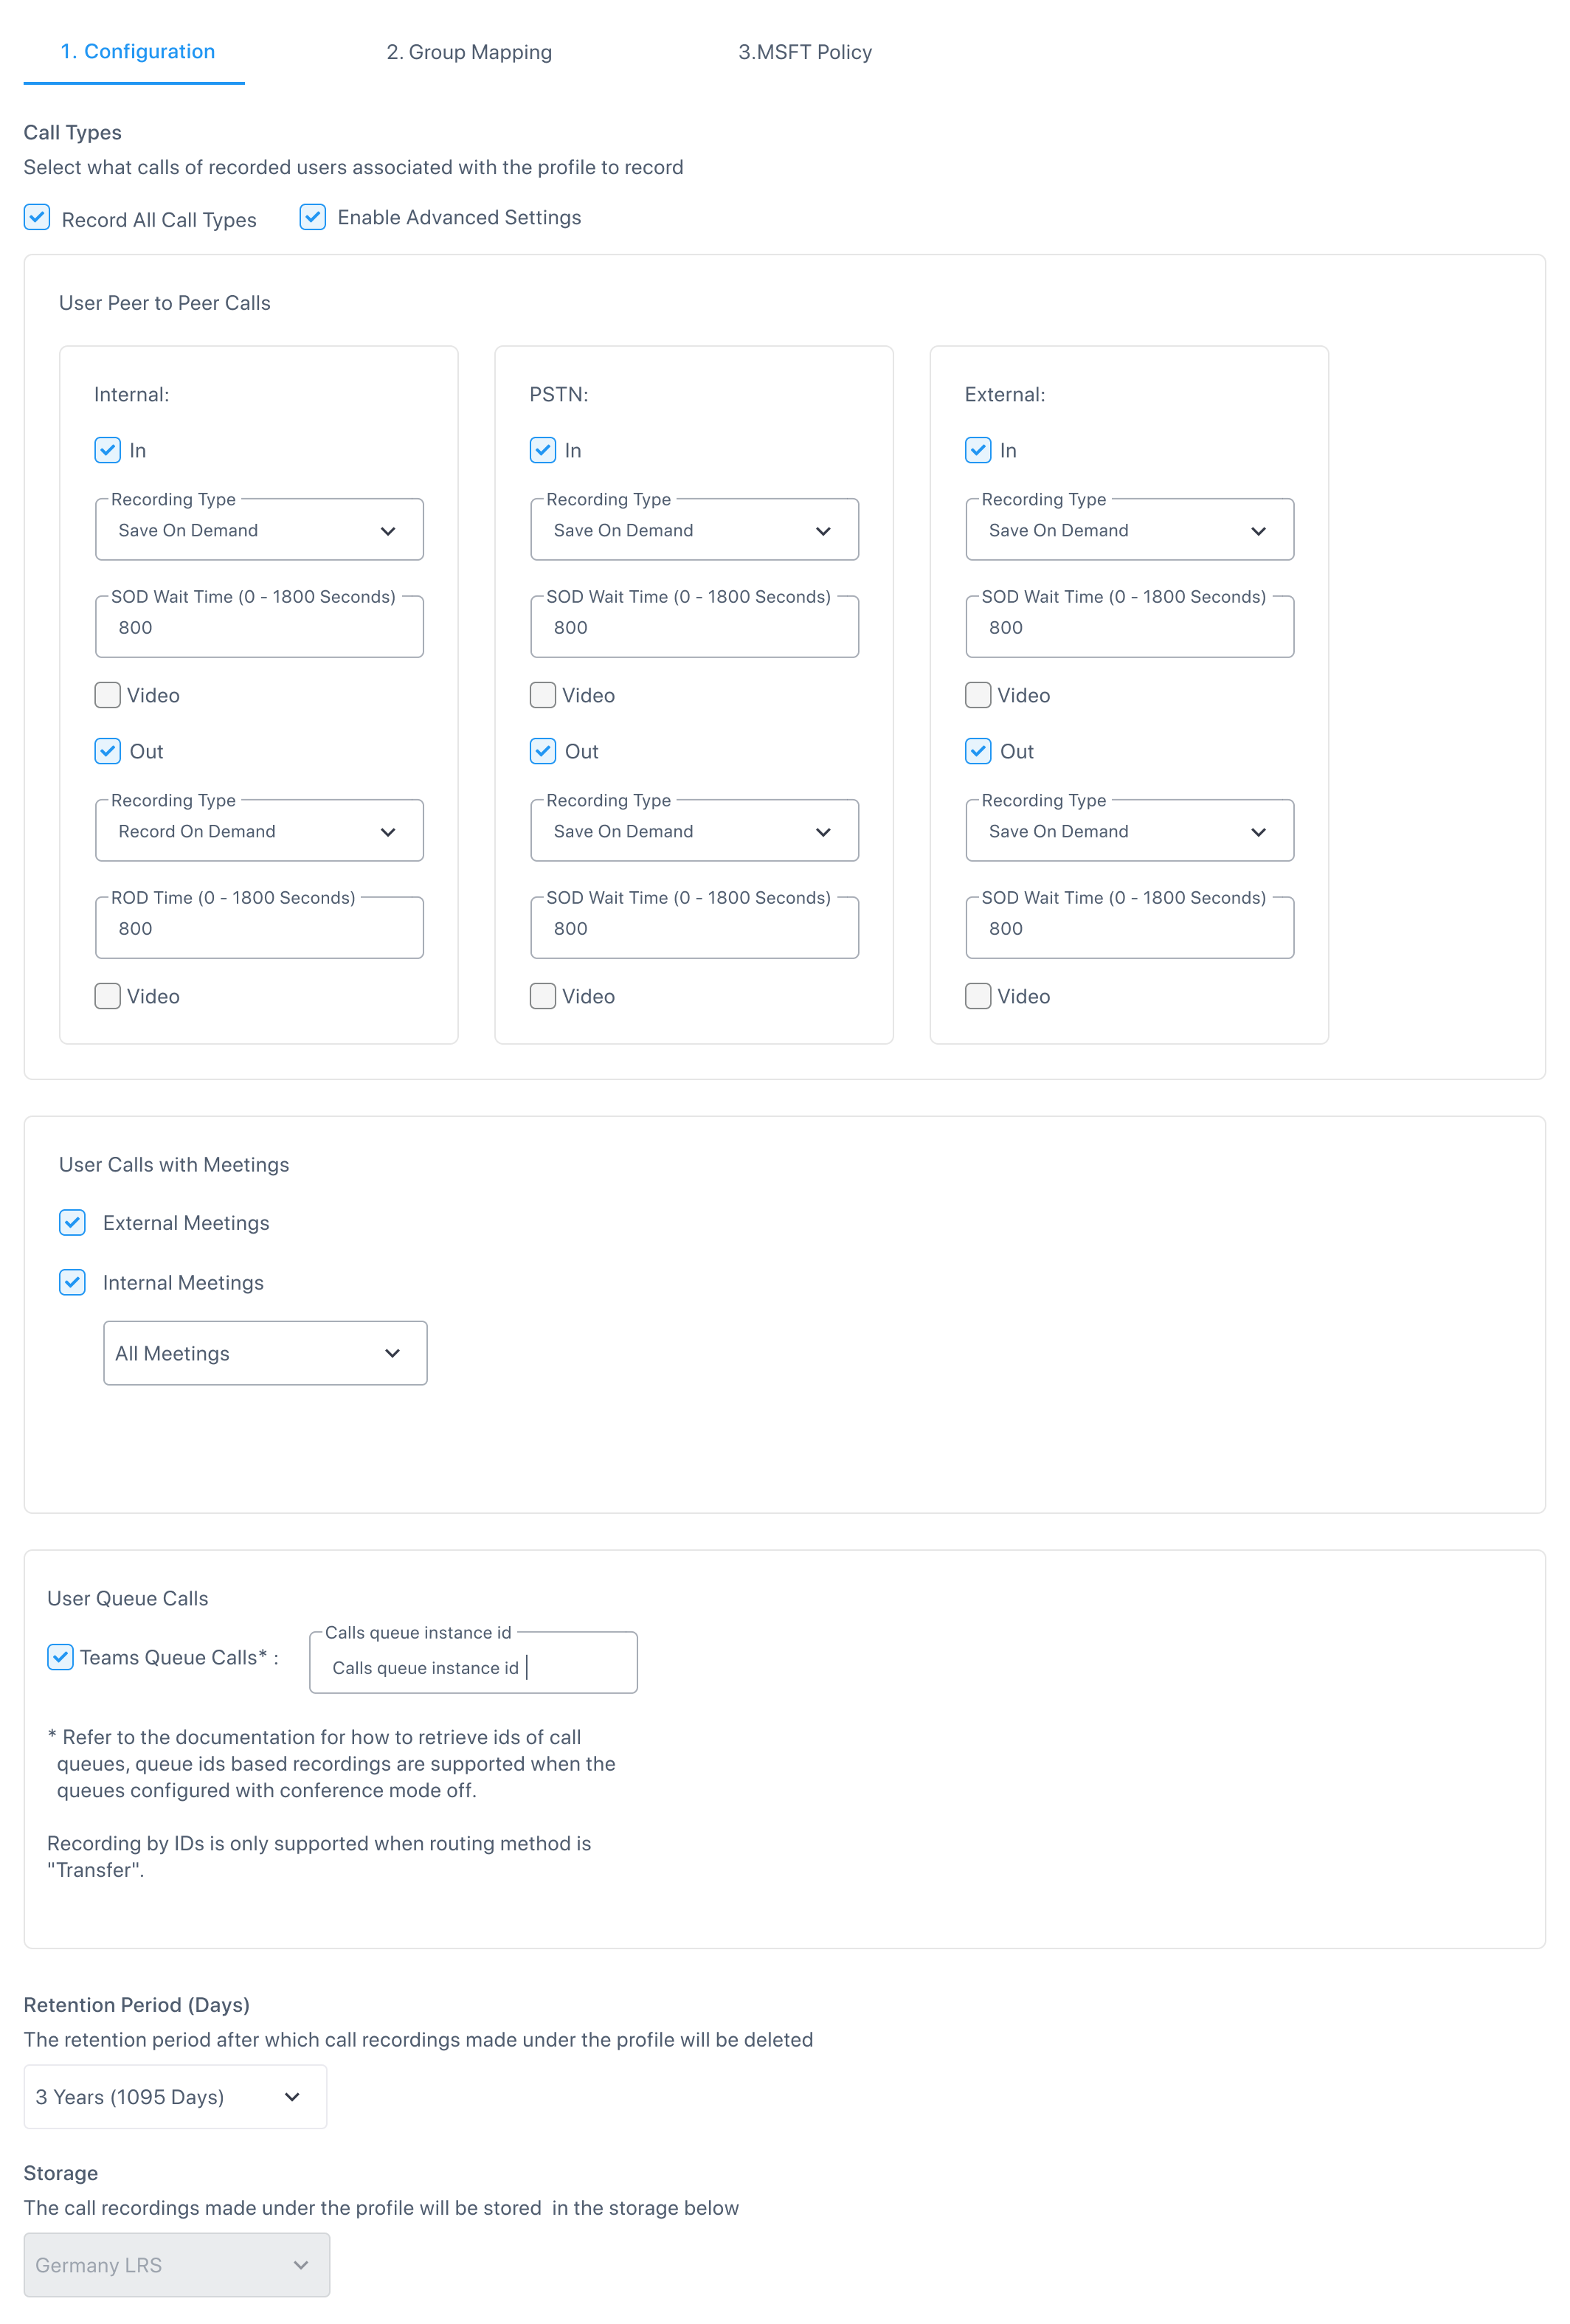 1. Configuration
2. Group Mapping
3.MSFT Policy
Call Types
Select what calls of recorded users associated with the profile to record
Record All Call Types
Enable Advanced Settings
User Peer to Peer Calls
Internal:
In
Recording Type
Save On Demand
SOD Wait Time (0 - 1800 Seconds)
800
Video
Out
Recording Type
Record On Demand
ROD Time (0 - 1800 Seconds)
800
Video
PSTN:
In
Recording Type
Save On Demand
SOD Wait Time (0 - 1800 Seconds)
800
Video
Out
Recording Type
Save On Demand
SOD Wait Time (0 - 1800 Seconds)
800
Video
External:
In
Recording Type
Save On Demand
SOD Wait Time (0 - 1800 Seconds)
800
Video
Out
Recording Type
Save On Demand
SOD Wait Time (0 - 1800 Seconds)
800
Video
User Calls with Meetings
External Meetings
Internal Meetings
All Meetings
User Queue Calls
Teams Queue Calls* :
Calls queue instance id
Calls queue instance id
* Refer to the documentation for how to retrieve ids of call
queues, queue ids based recordings are supported when the
queues configured with conference mode off.
Recording by IDs is only supported when routing method is
"Transfer".
Retention Period (Days)
The retention period after which call recordings made under the profile will be deleted
3 Years (1095 Days)
Storage
The call recordings made under the profile will be stored  in the storage below
Germany LRS